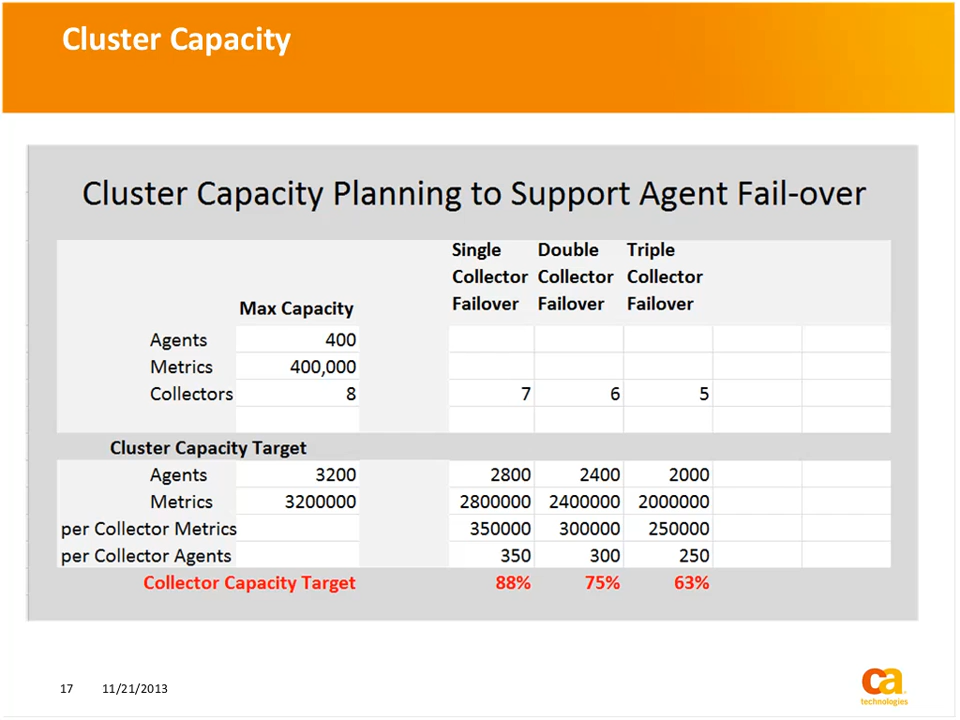 Cluster Capacity
Cluster Capacity Planning to Support Agent Fail-over
Single Double Triple
Collector Collector Collector
Max Capacity Failover Failover Failover
Agents 400
Metrics 400,000
Collectors 8 7 6 5
Cluster Capacity Target
Agents 3200 2800 2400 2000
Metrics 3200000 2800000 2400000 2000000
per Collector Metrics 350000 300000 250000
per Collector Agents 350 300 250
Collector Capacity Target 88% 75% 63%
17 11/21/2013
ca
technologies